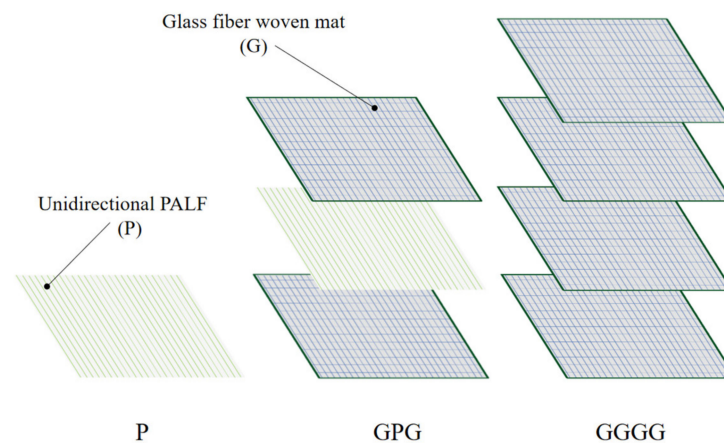 Glass fiber woven mat
(G)
Unidirectional PALF
(P)
P
GPG
GGGG